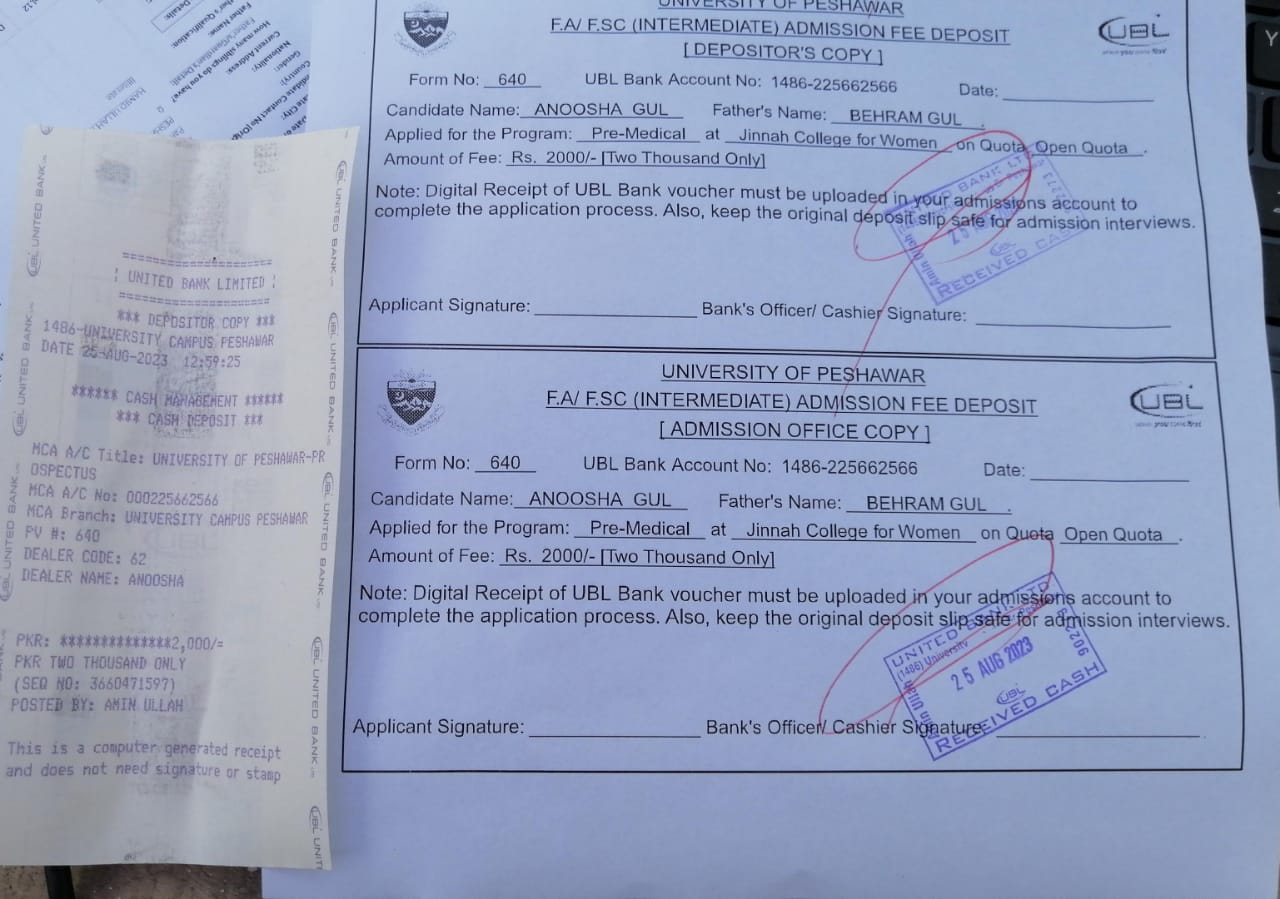 UNITED BANK LIMITED
*** DEPOSITOR COPY ***
1486-UNIVERSITY CAMPUS PESHAWAR
DATE 25-AUG-2023 12:59:25
****** CASH MANAGEMENT ******
*** CASH DEPOSIT ***
MCA A/C Title: UNIVERSITY OF PESHAWAR-PR
OSPECTUS
MCA A/C No: 000225662566
MCA Branch: UNIVERSITY CAMPUS PESHAWAR
PV #: 640
DEALER CODE: 62
DEALER NAME: ANOOSHA
PKR: **************2,000/=
PKR TWO THOUSAND ONLY
(SEQ NO: 3660471597)
POSTED BY: AMIN ULLAH
This is a computer generated receipt
and does not need signature or stamp
UNIVERSITY OF PESHAWAR
F.A/ F.SC (INTERMEDIATE) ADMISSION FEE DEPOSIT
[ DEPOSITOR'S COPY ]
UBL
where you come first
Form No: 640 UBL Bank Account No: 1486-225662566 Date:
Candidate Name: ANOOSHA GUL Father's Name: BEHRAM GUL .
Applied for the Program: Pre-Medical at Jinnah College for Women on Quota Open Quota .
Amount of Fee: Rs. 2000/- [Two Thousand Only]
Note: Digital Receipt of UBL Bank voucher must be uploaded in your admissions account to
complete the application process. Also, keep the original deposit slip safe for admission interviews.
RECEIVED CASH
Applicant Signature: Bank's Officer/ Cashier Signature:
UNIVERSITY OF PESHAWAR
F.A/ F.SC (INTERMEDIATE) ADMISSION FEE DEPOSIT
[ ADMISSION OFFICE COPY ]
UBL
where you come first
Form No: 640 UBL Bank Account No: 1486-225662566 Date:
Candidate Name: ANOOSHA GUL Father's Name: BEHRAM GUL .
Applied for the Program: Pre-Medical at Jinnah College for Women on Quota Open Quota .
Amount of Fee: Rs. 2000/- [Two Thousand Only]
Note: Digital Receipt of UBL Bank voucher must be uploaded in your admissions account to
complete the application process. Also, keep the original deposit slip safe for admission interviews.
UNITED BANK
(1486) University
25 AUG 2023
UBL
RECEIVED CASH
Applicant Signature: Bank's Officer/ Cashier Signature